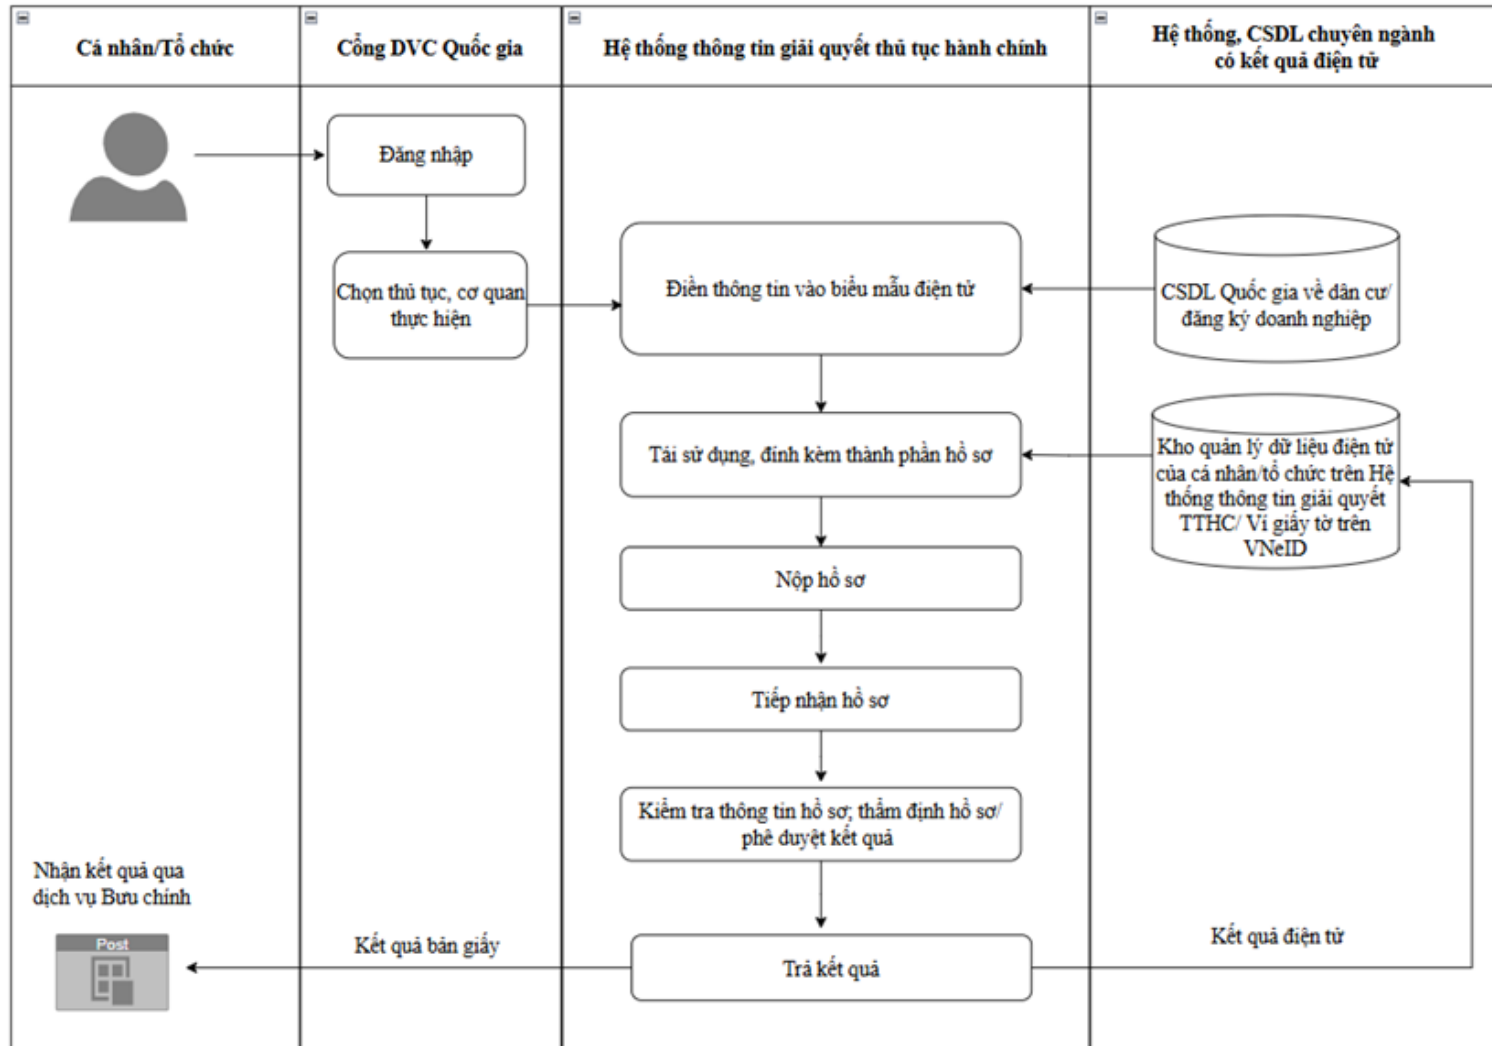 Cá nhân/Tổ chức
Cổng DVC Quốc gia
Hệ thống thông tin giải quyết thủ tục hành chính
Hệ thống, CSDL chuyên ngành
có kết quả điện tử
Đăng nhập
Chọn thủ tục, cơ quan
thực hiện
Điền thông tin vào biểu mẫu điện tử
CSDL Quốc gia về dân cư/
đăng ký doanh nghiệp
Tái sử dụng, đính kèm thành phần hồ sơ
Kho quản lý dữ liệu điện tử
của cá nhân/tổ chức trên Hệ
thống thông tin giải quyết
TTHC/ Ví giấy tờ trên
VNeID
Nộp hồ sơ
Tiếp nhận hồ sơ
Kiểm tra thông tin hồ sơ; thẩm định hồ sơ/
phê duyệt kết quả
Nhận kết quả qua
dịch vụ Bưu chính
Post
Kết quả bản giấy
Trả kết quả
Kết quả điện tử